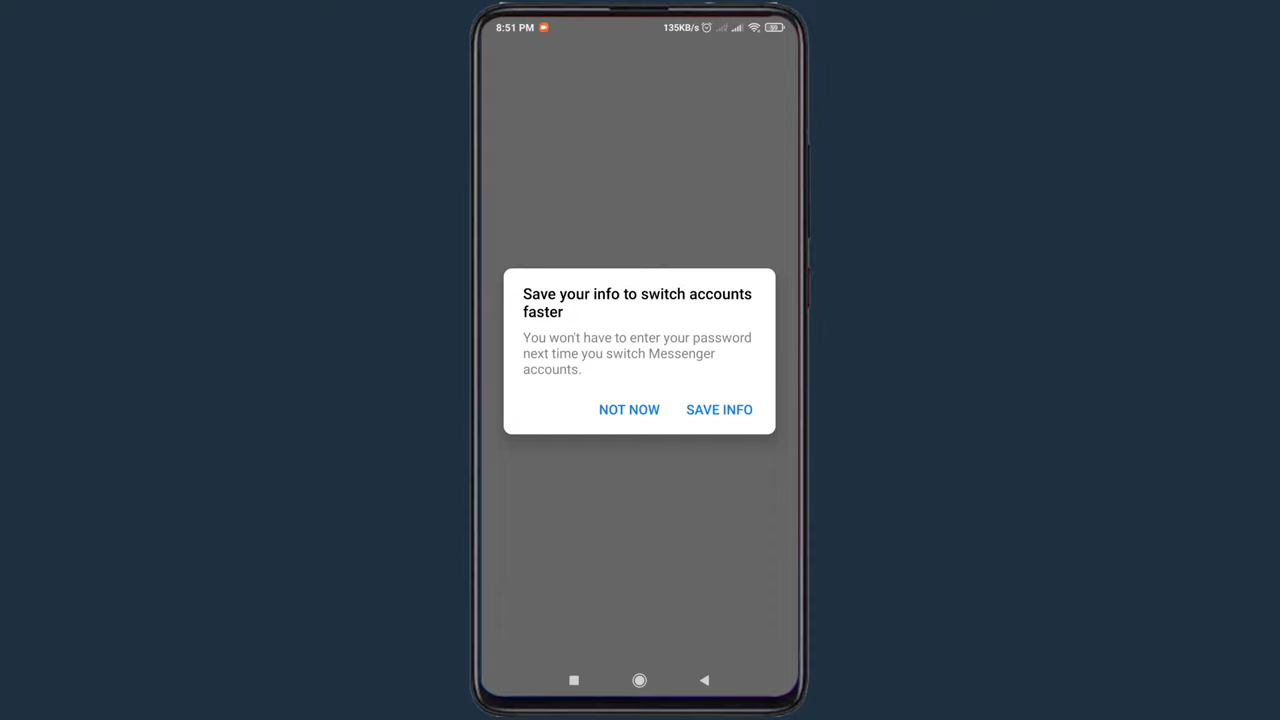 8:51 PM 135KB/s 59
Save your info to switch accounts
faster
You won't have to enter your password
next time you switch Messenger
accounts.
NOT NOW SAVE INFO